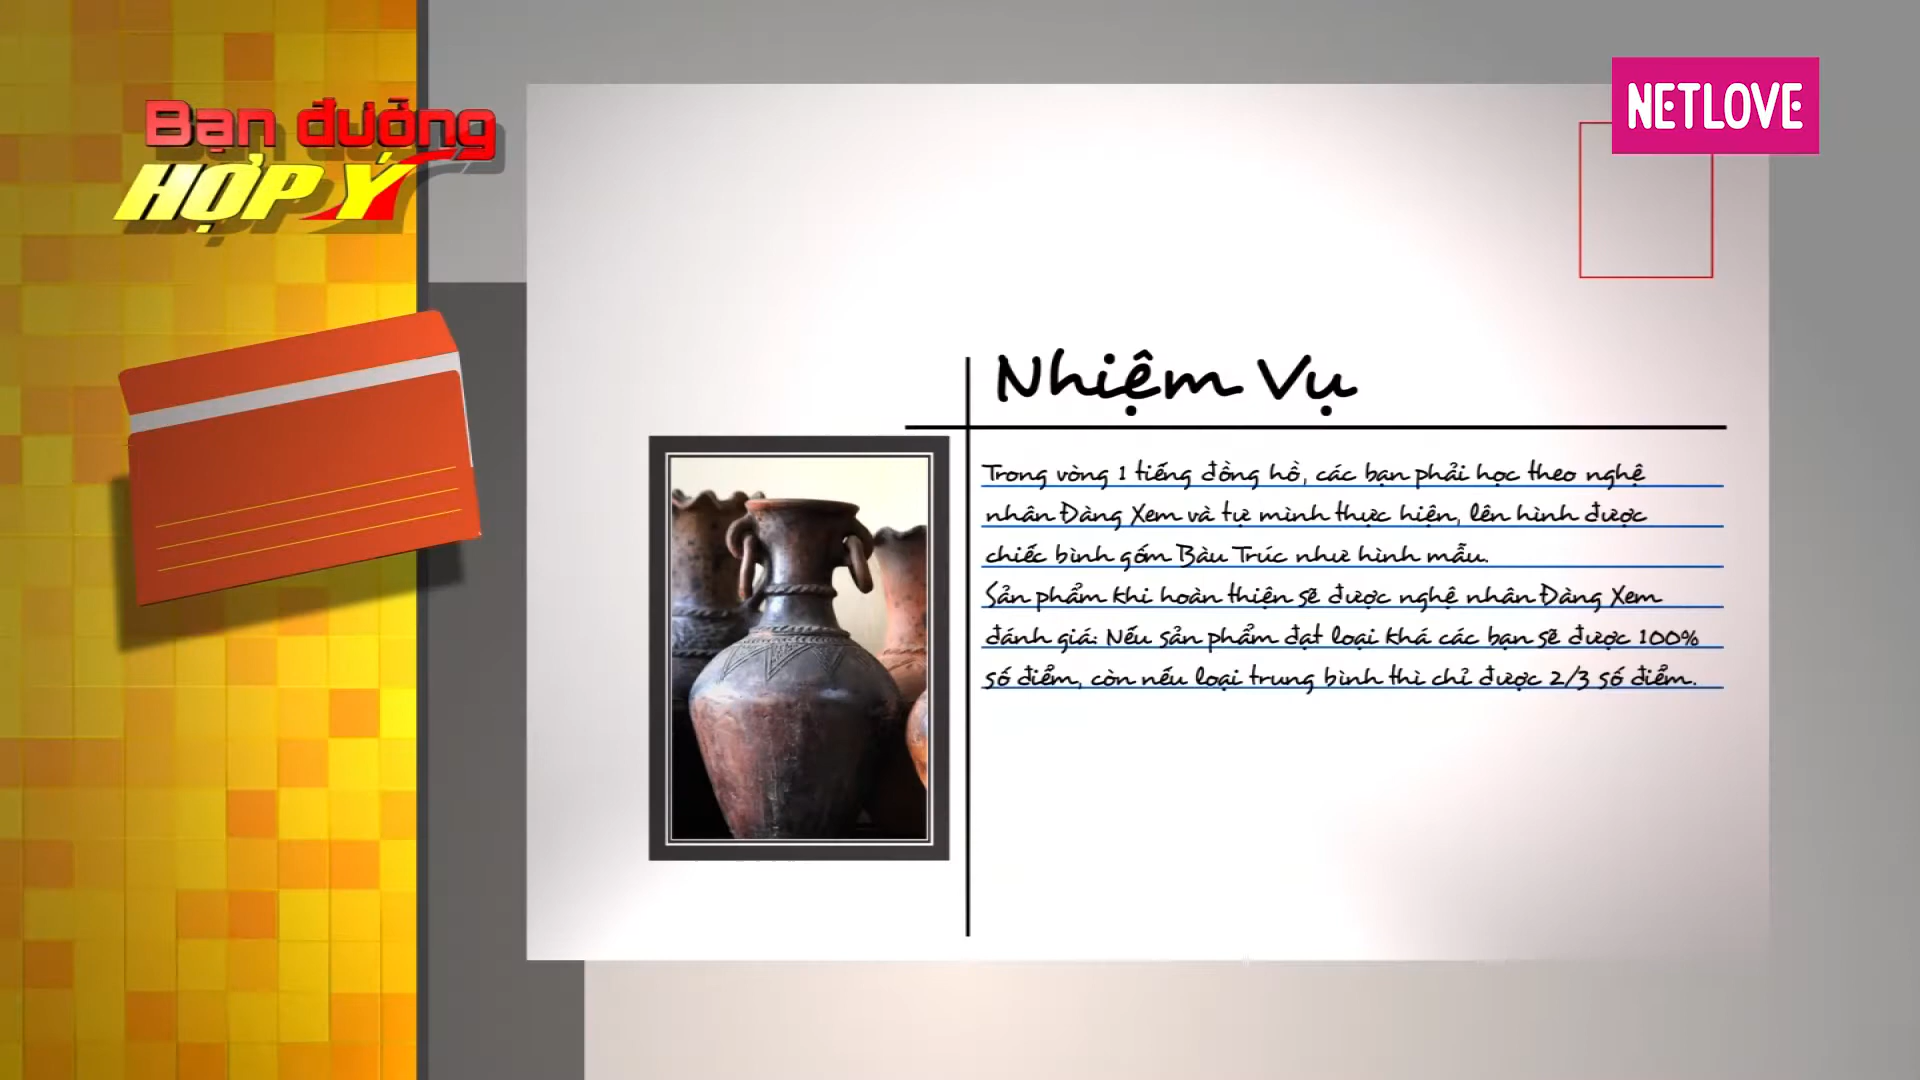 Bạn đường
HỢP Ý
NETLOVE
Nhiệm Vụ
Trong vòng 1 tiếng đồng hồ, các bạn phải học theo nghệ
nhân Đàng Xem và tự mình thực hiện, lên hình được
chiếc bình gốm Bàu Trúc như hình mẫu.
Sản phẩm khi hoàn thiện sẽ được nghệ nhân Đàng Xem
đánh giá: Nếu sản phẩm đạt loại khá các bạn sẽ được 100%
số điểm, còn nếu loại trung bình thì chỉ được 2/3 số điểm.